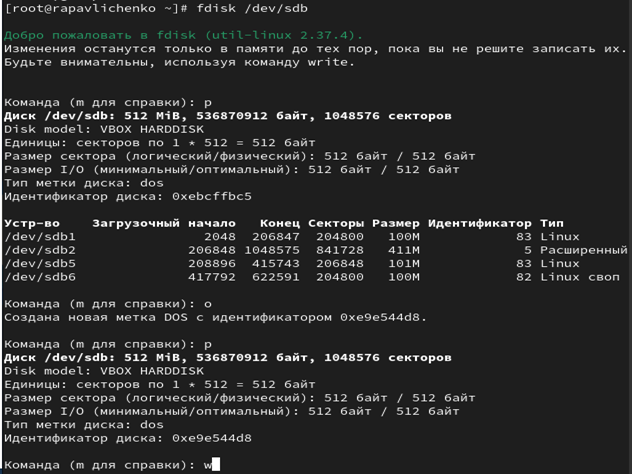 [root@rapavlichenko ~]# fdisk /dev/sdb
Добро пожаловать в fdisk (util-linux 2.37.4).
Изменения останутся только в памяти до тех пор, пока вы не решите записать их.
Будьте внимательны, используя команду write.
Команда (m для справки): p
Диск /dev/sdb: 512 MiB, 536870912 байт, 1048576 секторов
Disk model: VBOX HARDDISK
Единицы: секторов по 1 * 512 = 512 байт
Размер сектора (логический/физический): 512 байт / 512 байт
Размер I/O (минимальный/оптимальный): 512 байт / 512 байт
Тип метки диска: dos
Идентификатор диска: 0xebcffbc5
Устр-во Загрузочный начало Конец Секторы Размер Идентификатор Тип
/dev/sdb1 2048 206847 204800 100M 83 Linux
/dev/sdb2 206848 1048575 841728 411M 5 Расширенный
/dev/sdb5 208896 415743 206848 101M 83 Linux
/dev/sdb6 417792 622591 204800 100M 82 Linux своп
Команда (m для справки): o
Создана новая метка DOS с идентификатором 0xe9e544d8.
Команда (m для справки): p
Диск /dev/sdb: 512 MiB, 536870912 байт, 1048576 секторов
Disk model: VBOX HARDDISK
Единицы: секторов по 1 * 512 = 512 байт
Размер сектора (логический/физический): 512 байт / 512 байт
Размер I/O (минимальный/оптимальный): 512 байт / 512 байт
Тип метки диска: dos
Идентификатор диска: 0xe9e544d8
Команда (m для справки): w